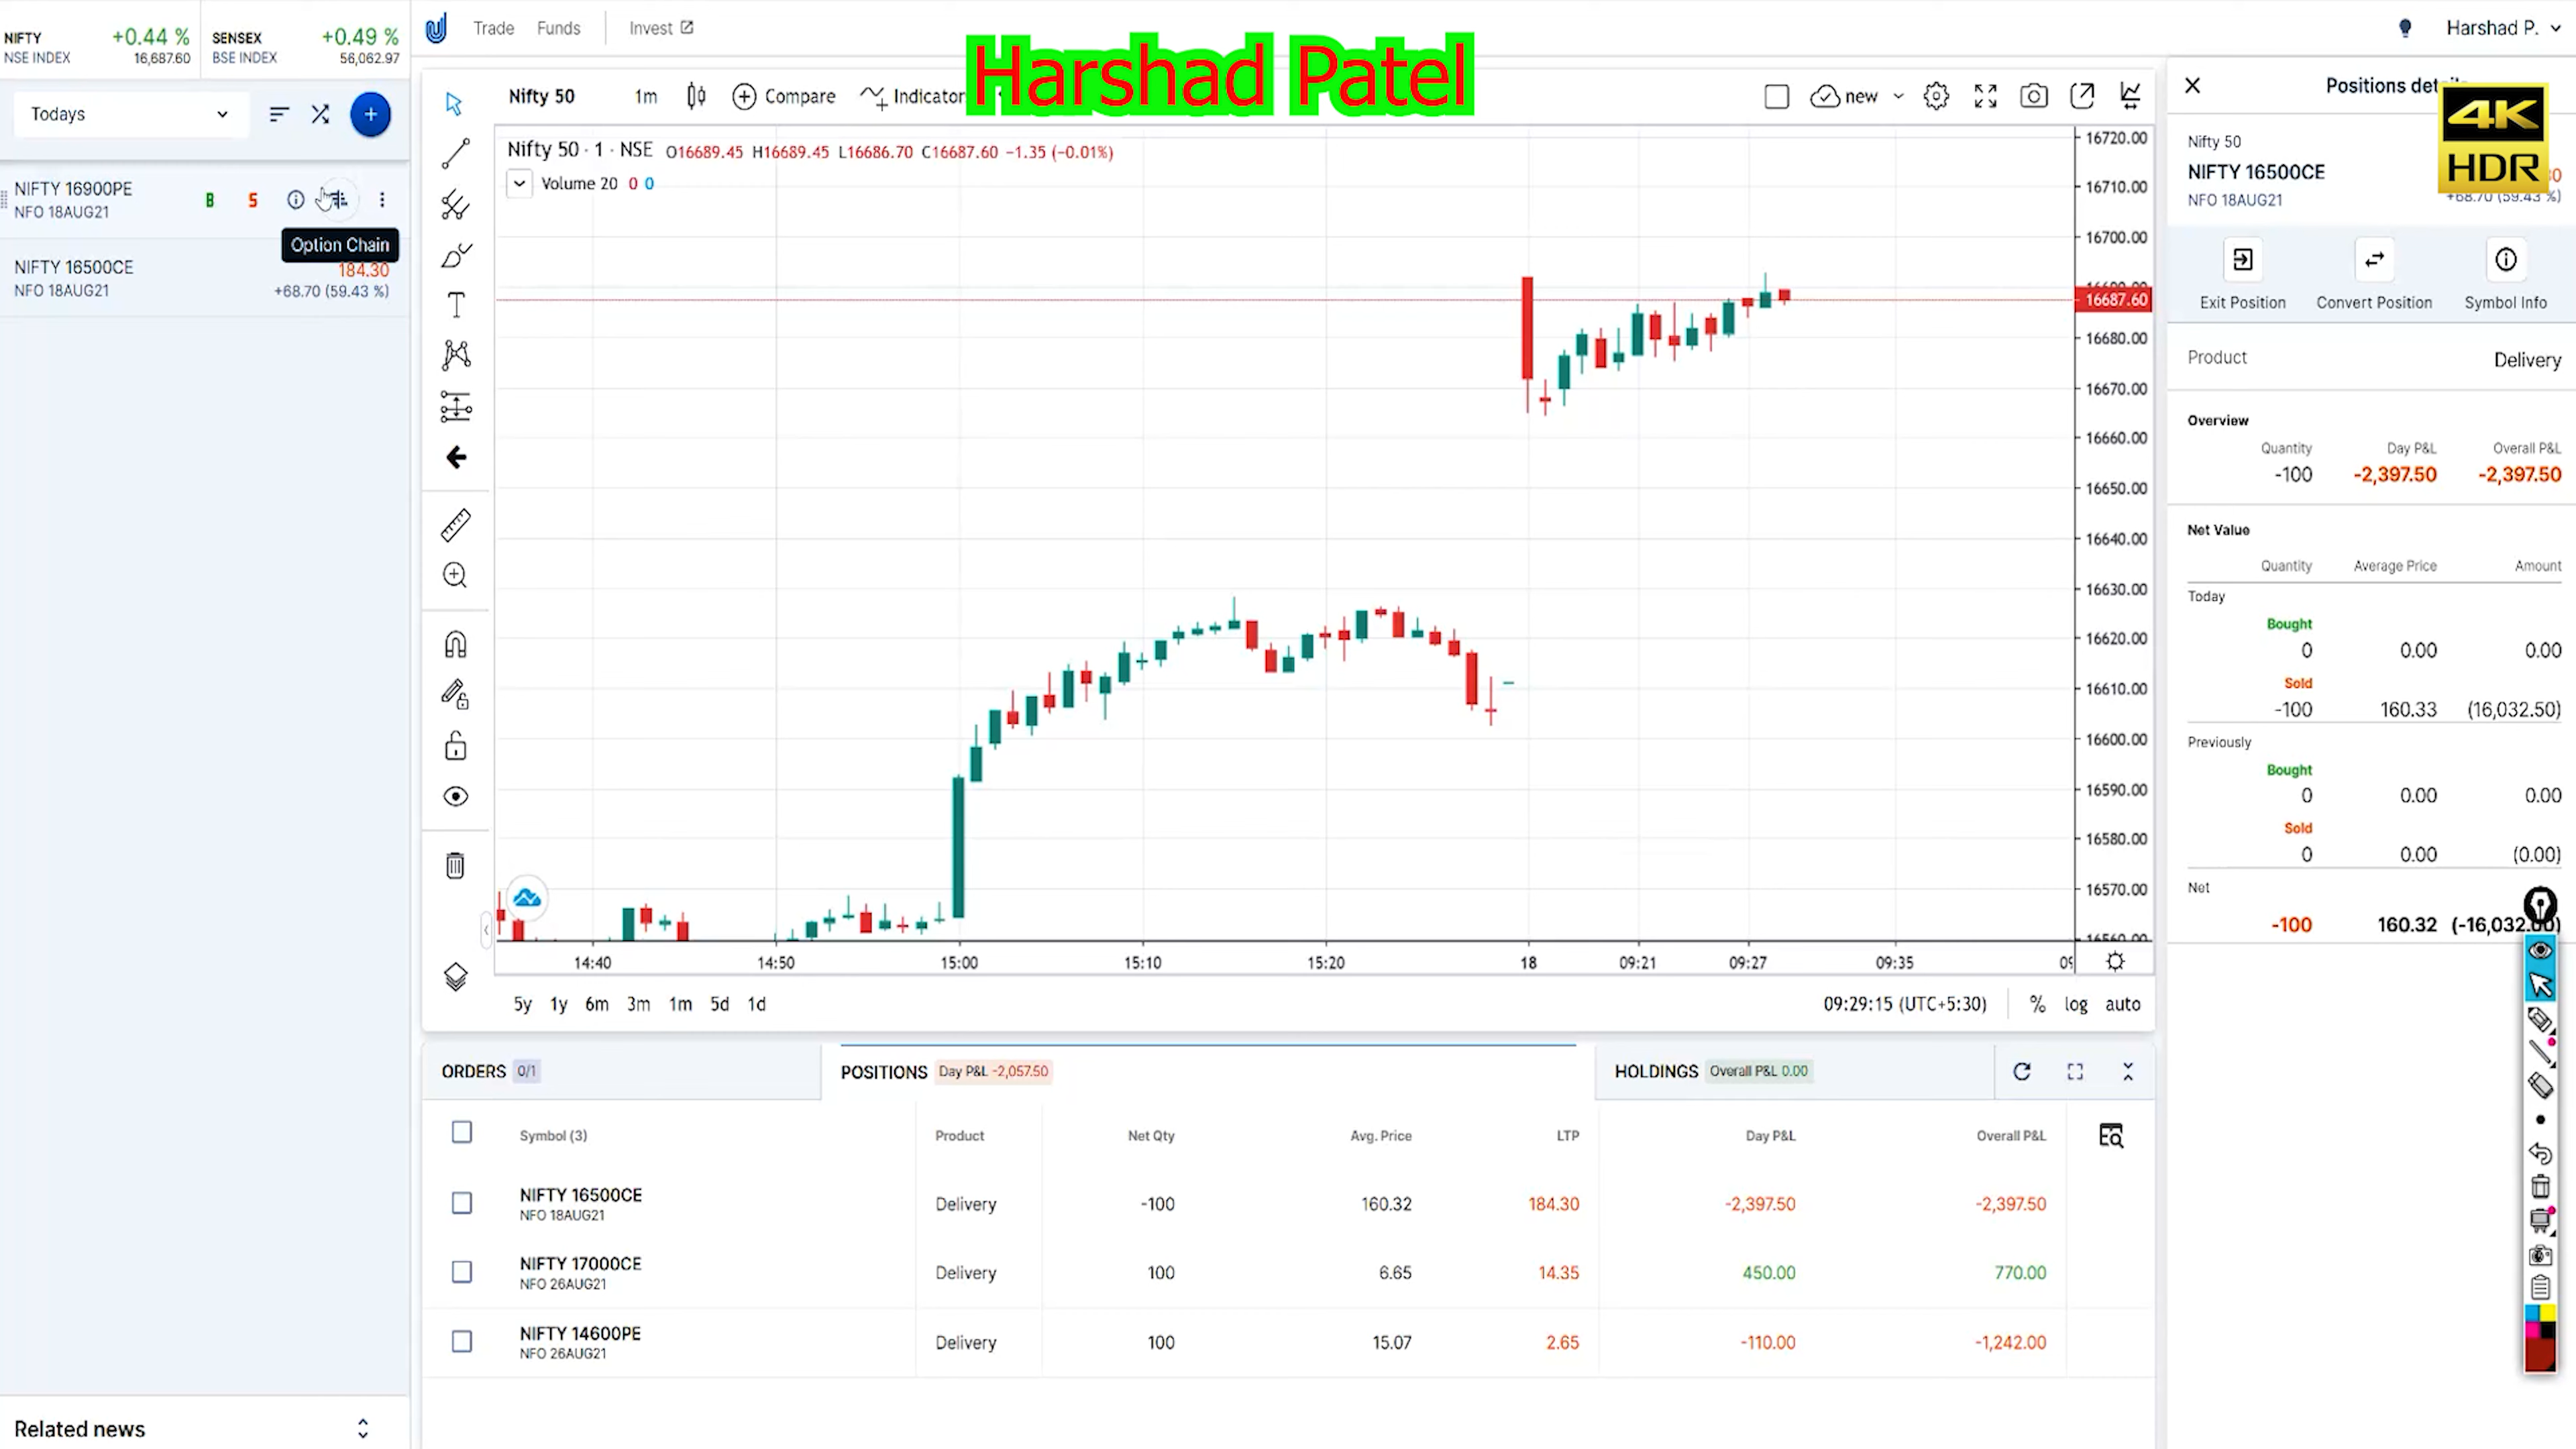 NIFTY +0.44 % SENSEX +0.49 %
NSE INDEX 16,687.60 BSE INDEX 56,062.97
Trade Funds Invest
Harshad P.
Harshad Patel
Todays
NIFTY 16900PE
NFO 18AUG21
B S
Option Chain
NIFTY 16500CE 184.30
NFO 18AUG21 +68.70 (59.43 %)
Related news
Nifty 50 1m Compare Indicator
new
Nifty 50 · 1 · NSE O16689.45 H16689.45 L16686.70 C16687.60 −1.35 (−0.01%)
Volume 20 0 0
16720.00
16710.00
16700.00
16687.60
16680.00
16670.00
16660.00
16650.00
16640.00
16630.00
16620.00
16610.00
16600.00
16590.00
16580.00
16570.00
16560.00
14:40 14:50 15:00 15:10 15:20 18 09:21 09:27 09:35
5y 1y 6m 3m 1m 5d 1d
09:29:15 (UTC+5:30) % log auto
ORDERS 0/1
POSITIONS Day P&L -2,057.50
HOLDINGS Overall P&L 0.00
Symbol (3) Product Net Qty Avg. Price LTP Day P&L Overall P&L
NIFTY 16500CE Delivery -100 160.32 184.30 -2,397.50 -2,397.50
NFO 18AUG21
NIFTY 17000CE Delivery 100 6.65 14.35 450.00 770.00
NFO 26AUG21
NIFTY 14600PE Delivery 100 15.07 2.65 -110.00 -1,242.00
NFO 26AUG21
Positions
4K
HDR
Nifty 50
NIFTY 16500CE
NFO 18AUG21 +68.70 (59.43 %)
Exit Position Convert Position Symbol Info
Product Delivery
Overview
Quantity Day P&L Overall P&L
-100 -2,397.50 -2,397.50
Net Value
Quantity Average Price Amount
Today
Bought
0 0.00 0.00
Sold
-100 160.33 (16,032.50)
Previously
Bought
0 0.00 0.00
Sold
0 0.00 (0.00)
Net
-100 160.32 (-16,032.00)